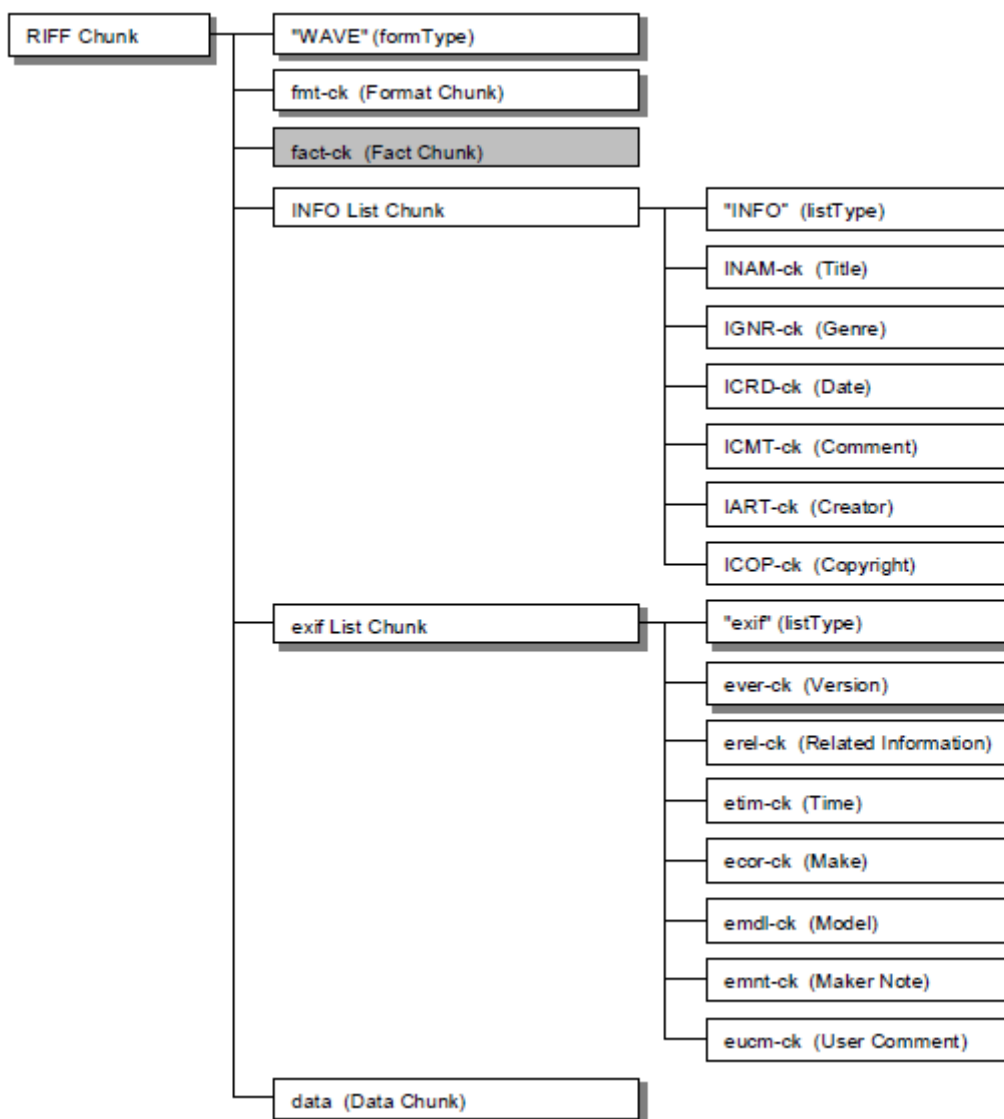 RIFF Chunk
"WAVE" (formType)
fmt-ck (Format Chunk)
fact-ck (Fact Chunk)
INFO List Chunk
"INFO" (listType)
INAM-ck (Title)
IGNR-ck (Genre)
ICRD-ck (Date)
ICMT-ck (Comment)
IART-ck (Creator)
ICOP-ck (Copyright)
exif List Chunk
"exif" (listType)
ever-ck (Version)
erel-ck (Related Information)
etim-ck (Time)
ecor-ck (Make)
emdl-ck (Model)
emnt-ck (Maker Note)
eucm-ck (User Comment)
data (Data Chunk)